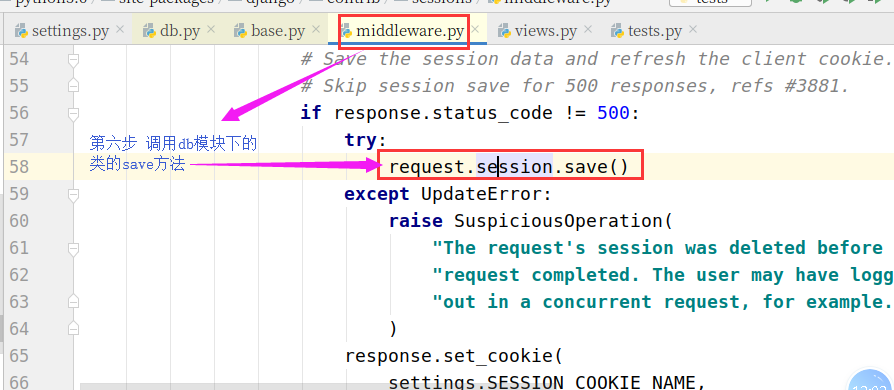 django
sessions
middleware.py
tests
settings.py
db.py
base.py
middleware.py
views.py
tests.py
54 # Save the session data and refresh the client cookie.
55 # Skip session save for 500 responses, refs #3881.
56 if response.status_code != 500:
57 try:
58 request.session.save()
59 except UpdateError:
60 raise SuspiciousOperation(
61 "The request's session was deleted before
62 "request completed. The user may have logg
63 "out in a concurrent request, for example.
64 )
65 response.set_cookie(
66 settings.SESSION_COOKIE_NAME,
第六步 调用db模块下的
类的save方法